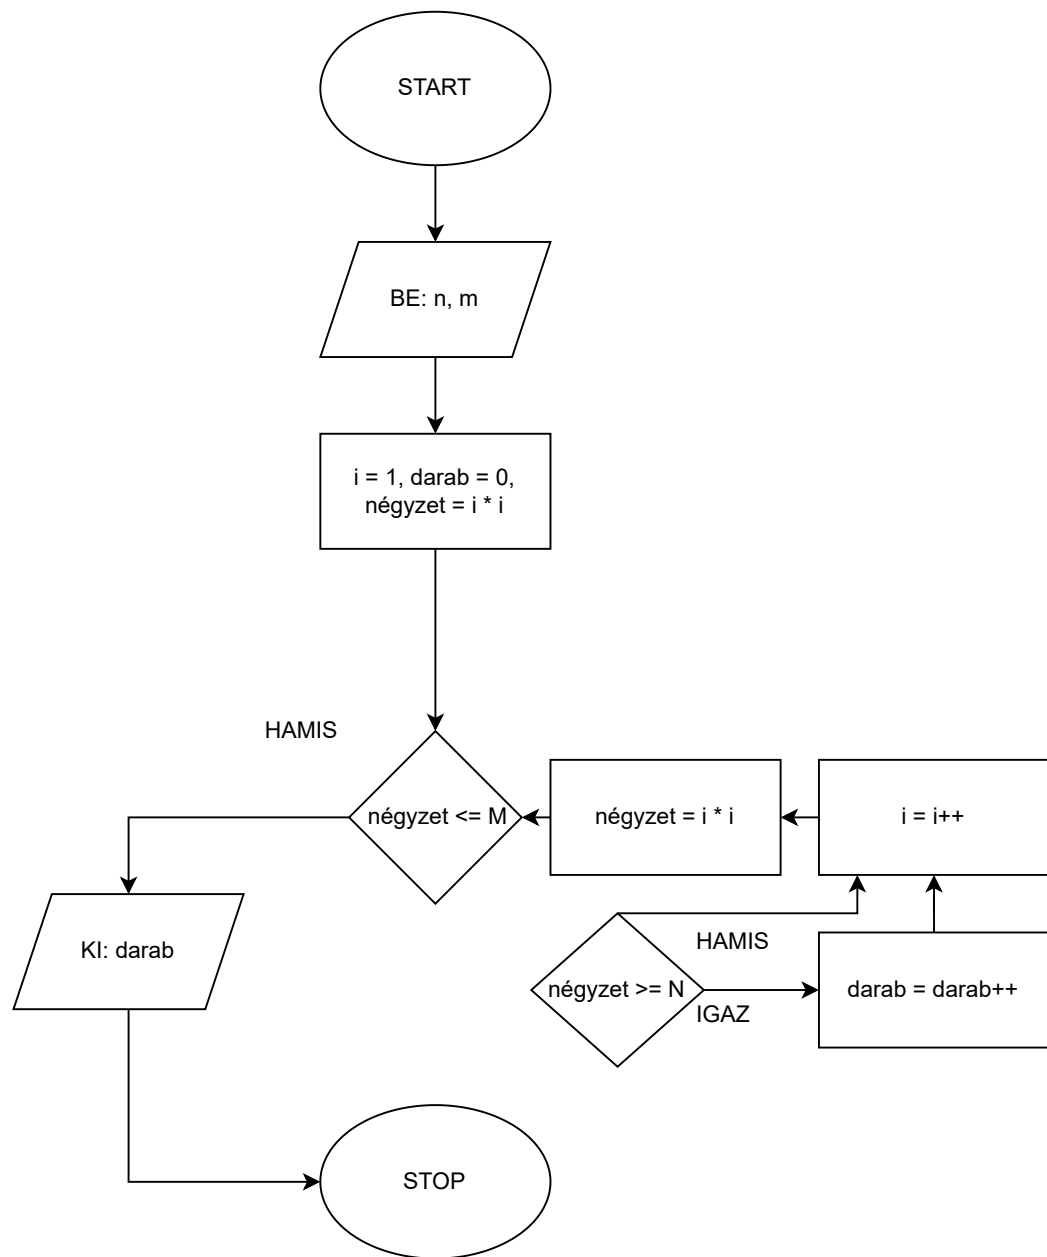 START
BE: n, m
i = 1, darab = 0,
négyzet = i * i
HAMIS
négyzet <= M
négyzet = i * i
i = i++
KI: darab
HAMIS
négyzet >= N
IGAZ
darab = darab++
STOP